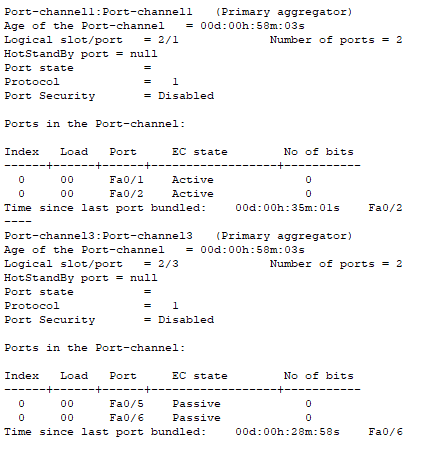 Port-channel1:Port-channel1   (Primary aggregator)
Age of the Port-channel   = 00d:00h:58m:03s
Logical slot/port   = 2/1             Number of ports = 2
HotStandBy port = null
Port state          =
Protocol            =   1
Port Security       = Disabled
Ports in the Port-channel:
Index   Load   Port     EC state        No of bits
------+------+------+------------------+-----------
  0     00     Fa0/1    Active             0
  0     00     Fa0/2    Active             0
Time since last port bundled:    00d:00h:35m:01s    Fa0/2
----
Port-channel3:Port-channel3   (Primary aggregator)
Age of the Port-channel   = 00d:00h:58m:03s
Logical slot/port   = 2/3             Number of ports = 2
HotStandBy port = null
Port state          =
Protocol            =   1
Port Security       = Disabled
Ports in the Port-channel:
Index   Load   Port     EC state        No of bits
------+------+------+------------------+-----------
  0     00     Fa0/5    Passive            0
  0     00     Fa0/6    Passive            0
Time since last port bundled:    00d:00h:28m:58s    Fa0/6